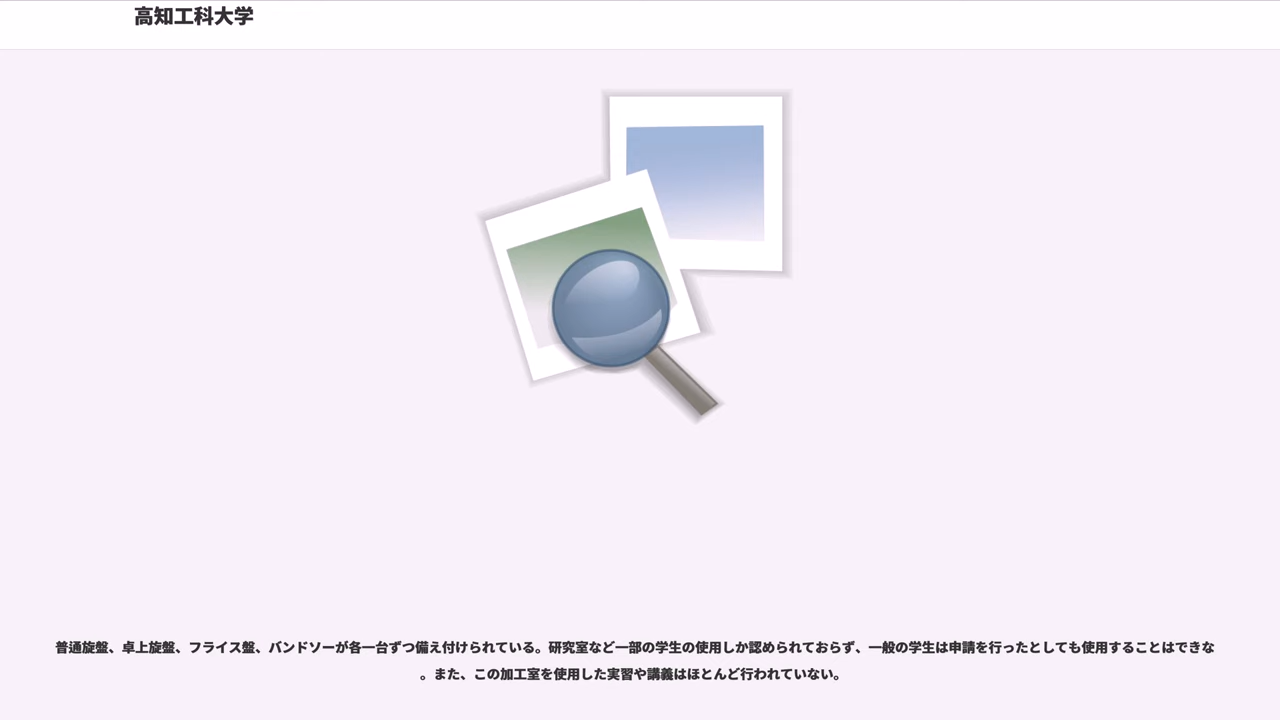 高知工科大学
普通旋盤、卓上旋盤、フライス盤、バンドソーが各一台ずつ備え付けられている。研究室など一部の学生の使用しか認められておらず、一般の学生は申請を行ったとしても使用することはできな
。また、この加工室を使用した実習や講義はほとんど行われていない。